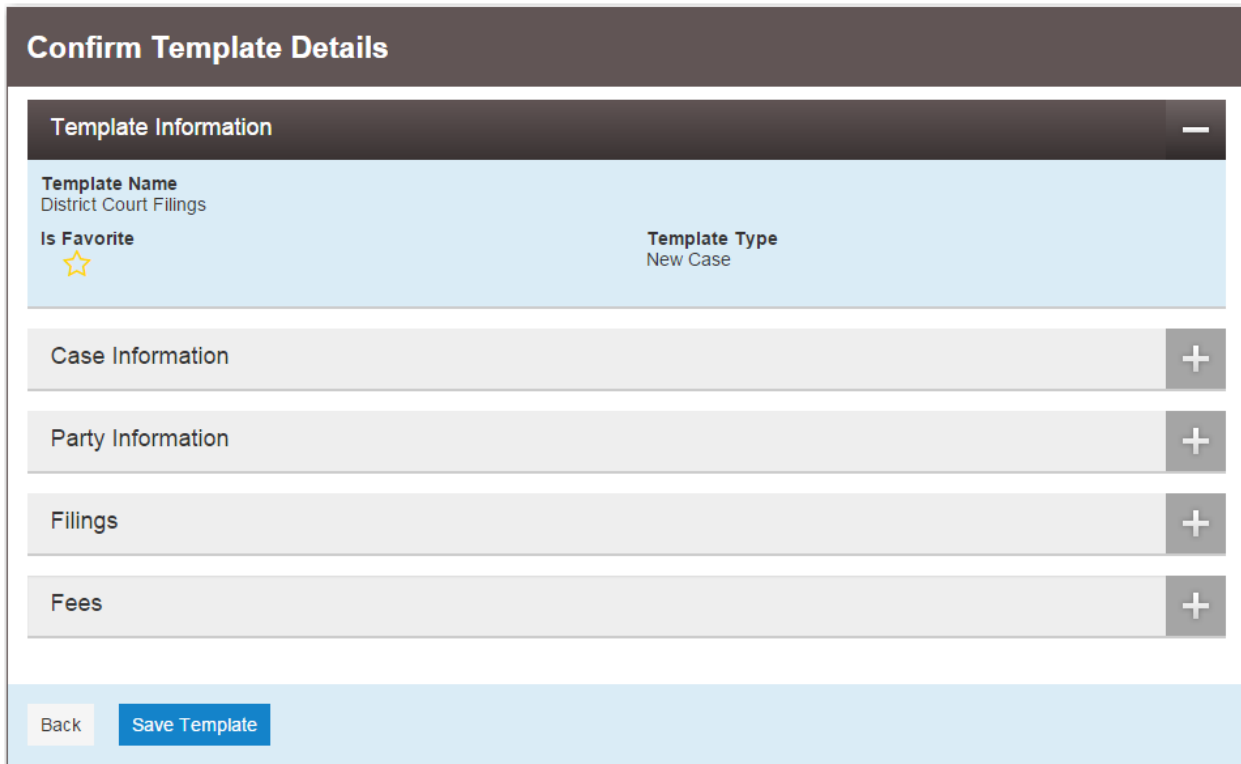 Confirm Template Details
Template Information
Template Name
District Court Filings
Is Favorite
Template Type
New Case
Case Information
Party Information
Filings
Fees
Back
Save Template